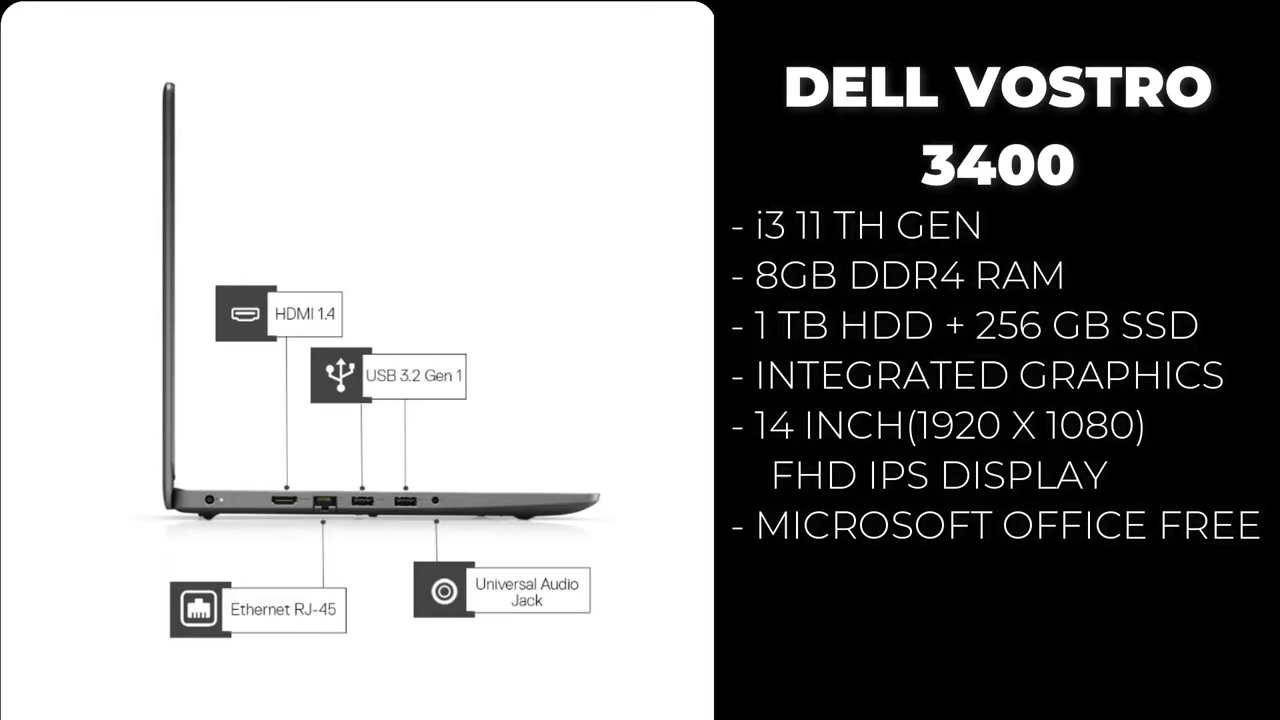 HDMI 1.4
USB 3.2 Gen 1
Ethernet RJ-45
Universal Audio
Jack
DELL VOSTRO
3400
- i3 11 TH GEN
- 8GB DDR4 RAM
- 1 TB HDD + 256 GB SSD
- INTEGRATED GRAPHICS
- 14 INCH(1920 X 1080)
FHD IPS DISPLAY
- MICROSOFT OFFICE FREE